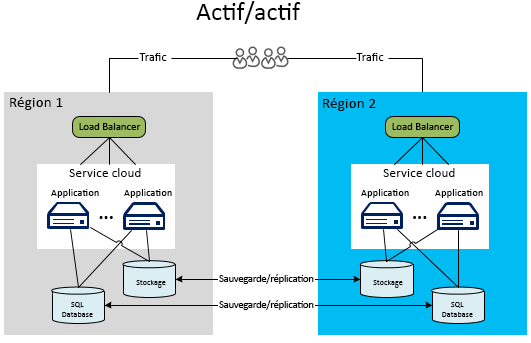 Actif/actif
Trafic
Trafic
Région 1
Région 2
Load Balancer
Load Balancer
Service cloud
Service cloud
Application
Application
Application
Application
Stockage
Sauvegarde/réplication
Stockage
SQL
Database
Sauvegarde/réplication
SQL
Database